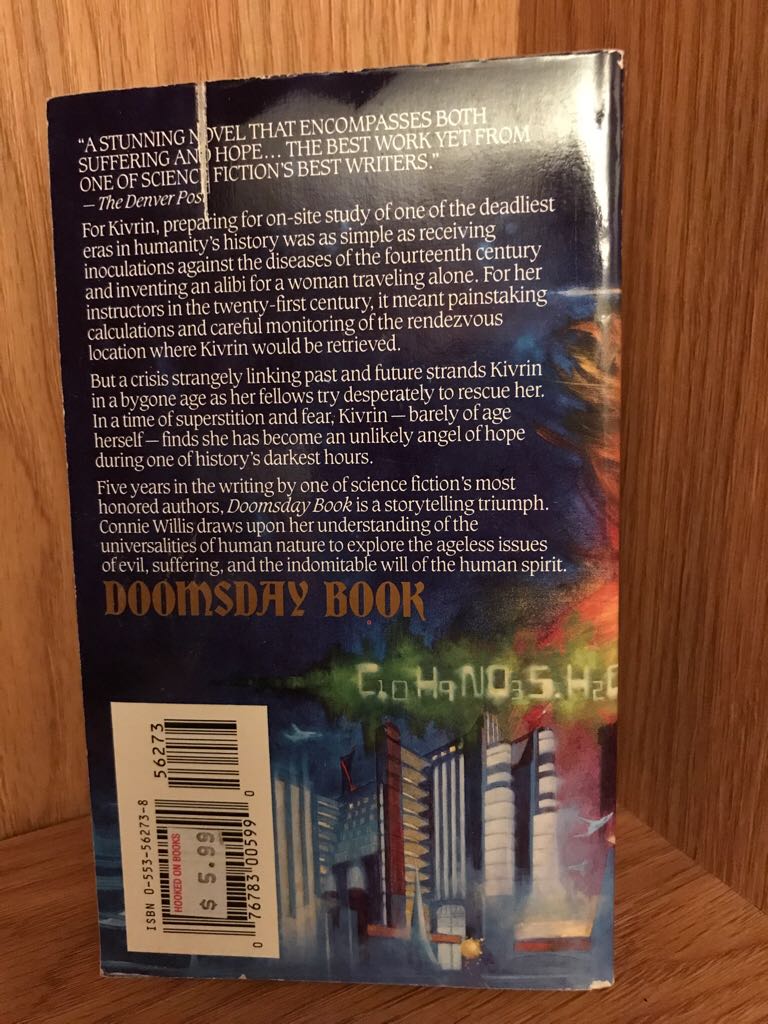 "A STUNNING NOVEL THAT ENCOMPASSES BOTH
SUFFERING AND HOPE... THE BEST WORK YET FROM
ONE OF SCIENC FICTION'S BEST WRITERS."
— The Denver Pos
For Kivrin, preparing for on-site study of one of the deadliest
eras in humanity's history was as simple as receiving
inoculations against the diseases of the fourteenth century
and inventing an alibi for a woman traveling alone. For her
instructors in the twenty-first century, it meant painstaking
calculations and careful monitoring of the rendezvous
location where Kivrin would be retrieved.
But a crisis strangely linking past and future strands Kivrin
in a bygone age as her fellows try desperately to rescue her.
In a time of superstition and fear, Kivrin — barely of age
herself — finds she has become an unlikely angel of hope
during one of history's darkest hours.
Five years in the writing by one of science fiction's most
honored authors, Doomsday Book is a storytelling triumph.
Connie Willis draws upon her understanding of the
universalities of human nature to explore the ageless issues
of evil, suffering, and the indomitable will of the human spirit.
DOOMSDAY BOOK
C10H9NO3S.H2O
56273
ISBN 0-553-56273-8
HOOKED ON BOOKS
$ 5.99
0 76783 00599 0